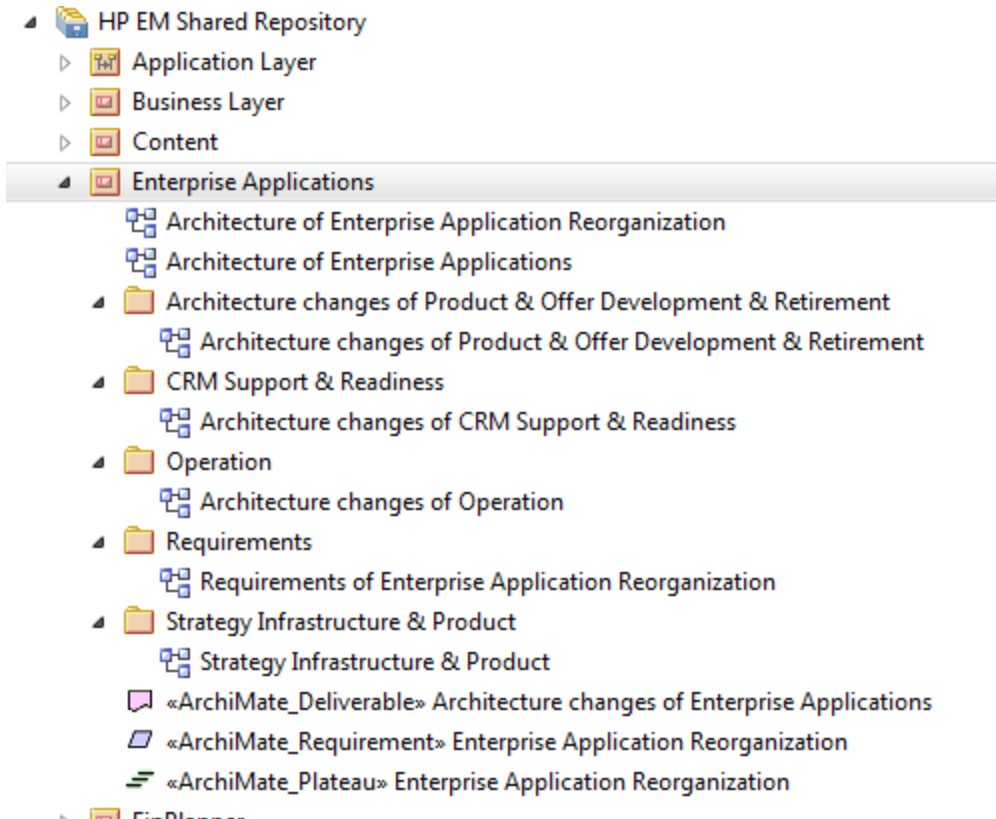 HP EM Shared Repository
Application Layer
Business Layer
Content
Enterprise Applications
Architecture of Enterprise Application Reorganization
Architecture of Enterprise Applications
Architecture changes of Product & Offer Development & Retirement
Architecture changes of Product & Offer Development & Retirement
CRM Support & Readiness
Architecture changes of CRM Support & Readiness
Operation
Architecture changes of Operation
Requirements
Requirements of Enterprise Application Reorganization
Strategy Infrastructure & Product
Strategy Infrastructure & Product
«ArchiMate_Deliverable» Architecture changes of Enterprise Applications
«ArchiMate_Requirement» Enterprise Application Reorganization
«ArchiMate_Plateau» Enterprise Application Reorganization